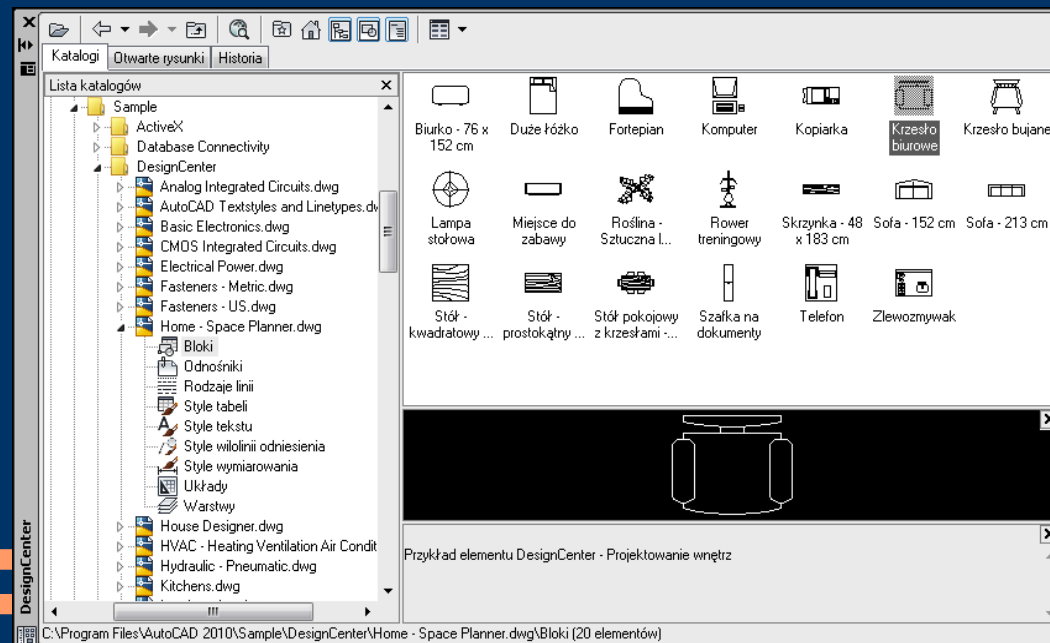 Katalogi Otwarte rysunki Historia
Lista katalogów
Sample
ActiveX
Database Connectivity
DesignCenter
Analog Integrated Circuits.dwg
AutoCAD Textstyles and Linetypes.dw
Basic Electronics.dwg
CMOS Integrated Circuits.dwg
Electrical Power.dwg
Fasteners - Metric.dwg
Fasteners - US.dwg
Home - Space Planner.dwg
Bloki
Odnośniki
Rodzaje linii
Style tabeli
Style tekstu
Style wilolinii odniesienia
Style wymiarowania
Układy
Warstwy
House Designer.dwg
HVAC - Heating Ventilation Air Condit
Hydraulic - Pneumatic.dwg
Kitchens.dwg
Biurko - 76 x
152 cm
Duże łóżko
Fortepian
Komputer
Kopiarka
Krzesło
biurowe
Krzesło bujane
Lampa
stołowa
Miejsce do
zabawy
Roślina -
Sztuczna l...
Rower
treningowy
Skrzynka - 48
x 183 cm
Sofa - 152 cm
Sofa - 213 cm
Stół -
kwadratowy ...
Stół -
prostokątny ...
Stół pokojowy
z krzesłami -...
Szafka na
dokumenty
Telefon
Zlewozmywak
Przykład elementu DesignCenter - Projektowanie wnętrz
DesignCenter
C:\Program Files\AutoCAD 2010\Sample\DesignCenter\Home - Space Planner.dwg\Bloki (20 elementów)